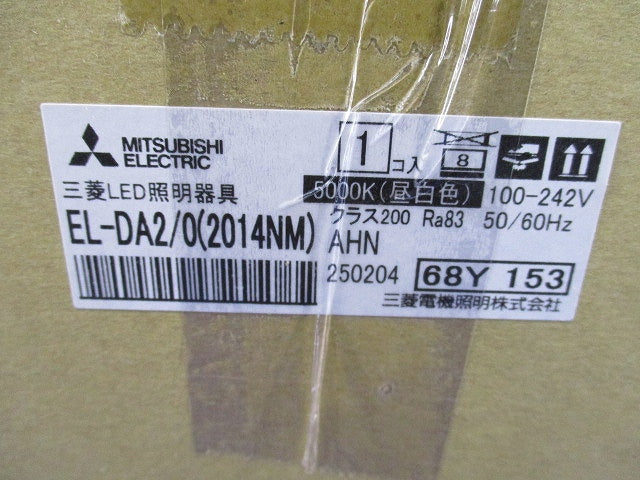 MITSUBISHI
ELECTRIC
1コ入
8
三菱LED照明器具
5000K(昼白色) 100-242V
クラス200 Ra83 50/60Hz
EL-DA2/0(2014NM) AHN
250204 68Y 153
三菱電機照明株式会社